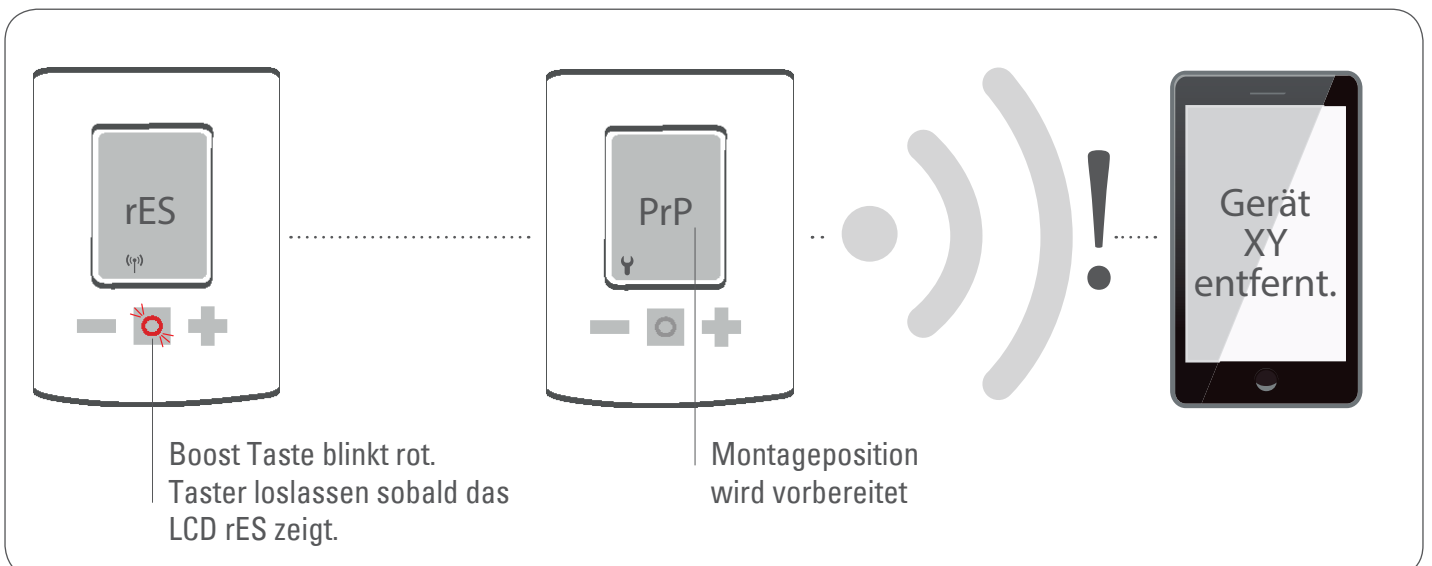 rES
PrP
Gerät
XY
entfernt.
Boost Taste blinkt rot.
Taster loslassen sobald das
LCD rES zeigt.
Montageposition
wird vorbereitet